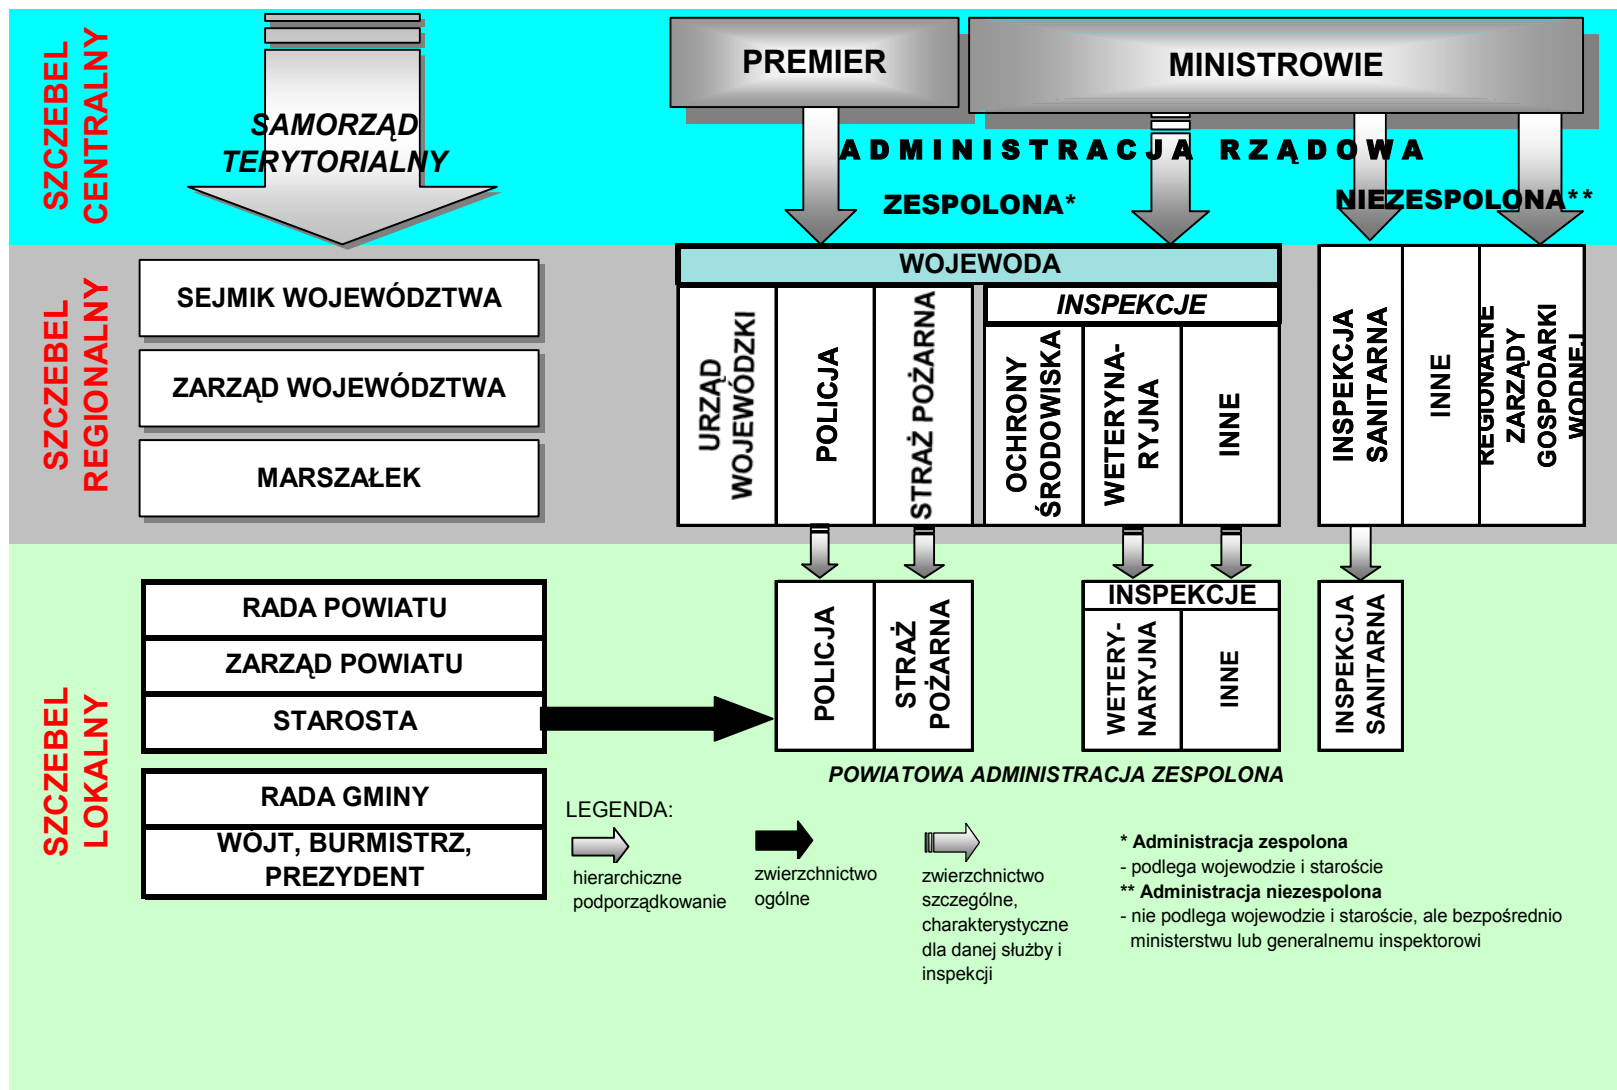 SZCZEBEL
CENTRALNY
SAMORZĄD
TERYTORIALNY
PREMIER
MINISTROWIE
ADMINISTRACJA RZĄDOWA
ZESPOLONA*
NIEZESPOLONA**
SZCZEBEL
REGIONALNY
SEJMIK WOJEWÓDZTWA
ZARZĄD WOJEWÓDZTWA
MARSZAŁEK
WOJEWODA
URZĄD
WOJEWÓDZKI
POLICJA
STRAŻ POŻARNA
INSPEKCJE
OCHRONY
ŚRODOWISKA
WETERYNA-
RYJNA
INNE
INSPEKCJA
SANITARNA
INNE
REGIONALNE
ZARZĄDY
GOSPODARKI
WODNEJ
SZCZEBEL
LOKALNY
RADA POWIATU
ZARZĄD POWIATU
STAROSTA
RADA GMINY
WÓJT, BURMISTRZ,
PREZYDENT
POLICJA
STRAŻ
POŻARNA
INSPEKCJE
WETERY-
NARYJNA
INNE
INSPEKCJA
SANITARNA
POWIATOWA ADMINISTRACJA ZESPOLONA
LEGENDA:
hierarchiczne
podporządkowanie
zwierzchnictwo
ogólne
zwierzchnictwo
szczególne,
charakterystyczne
dla danej służby i
inspekcji
* Administracja zespolona
- podlega wojewodzie i staroście
** Administracja niezespolona
- nie podlega wojewodzie i staroście, ale bezpośrednio
ministerstwu lub generalnemu inspektorowi